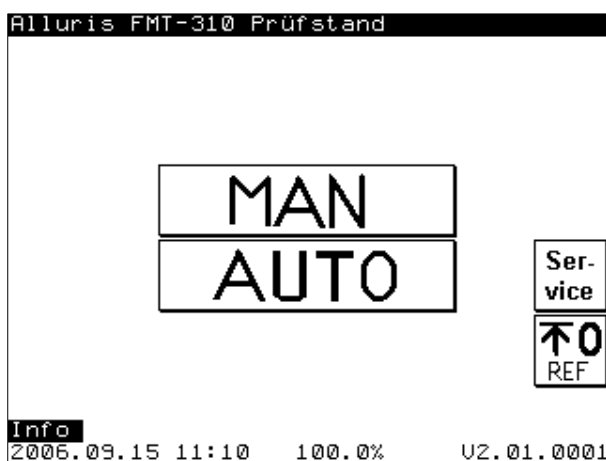 Alluris FMT-310 Prüfstand
MAN
AUTO
Ser-
vice
0
REF
Info
2006.09.15 11:10 100.0% V2.01.0001